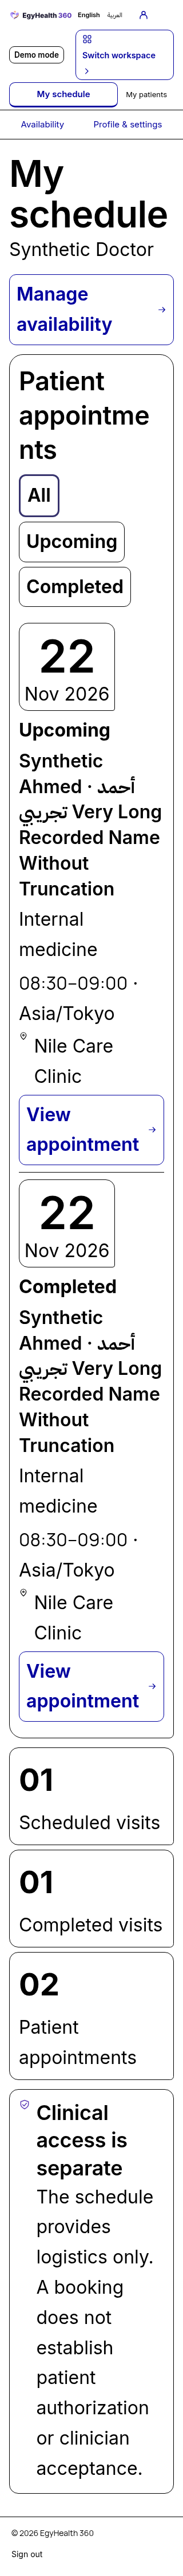 EgyHealth 360 English العربية
Demo mode
Switch workspace
My schedule My patients
Availability Profile & settings
My
schedule
Synthetic Doctor
Manage
availability
Patient
appointme
nts
All
Upcoming
Completed
22
Nov 2026
Upcoming
Synthetic
Ahmed · أحمد
تجريبي Very Long
Recorded Name
Without
Truncation
Internal
medicine
08:30–09:00 ·
Asia/Tokyo
Nile Care
Clinic
View
appointment
22
Nov 2026
Completed
Synthetic
Ahmed · أحمد
تجريبي Very Long
Recorded Name
Without
Truncation
Internal
medicine
08:30–09:00 ·
Asia/Tokyo
Nile Care
Clinic
View
appointment
01
Scheduled visits
01
Completed visits
02
Patient
appointments
Clinical
access is
separate
The schedule
provides
logistics only.
A booking
does not
establish
patient
authorization
or clinician
acceptance.
© 2026 EgyHealth 360
Sign out